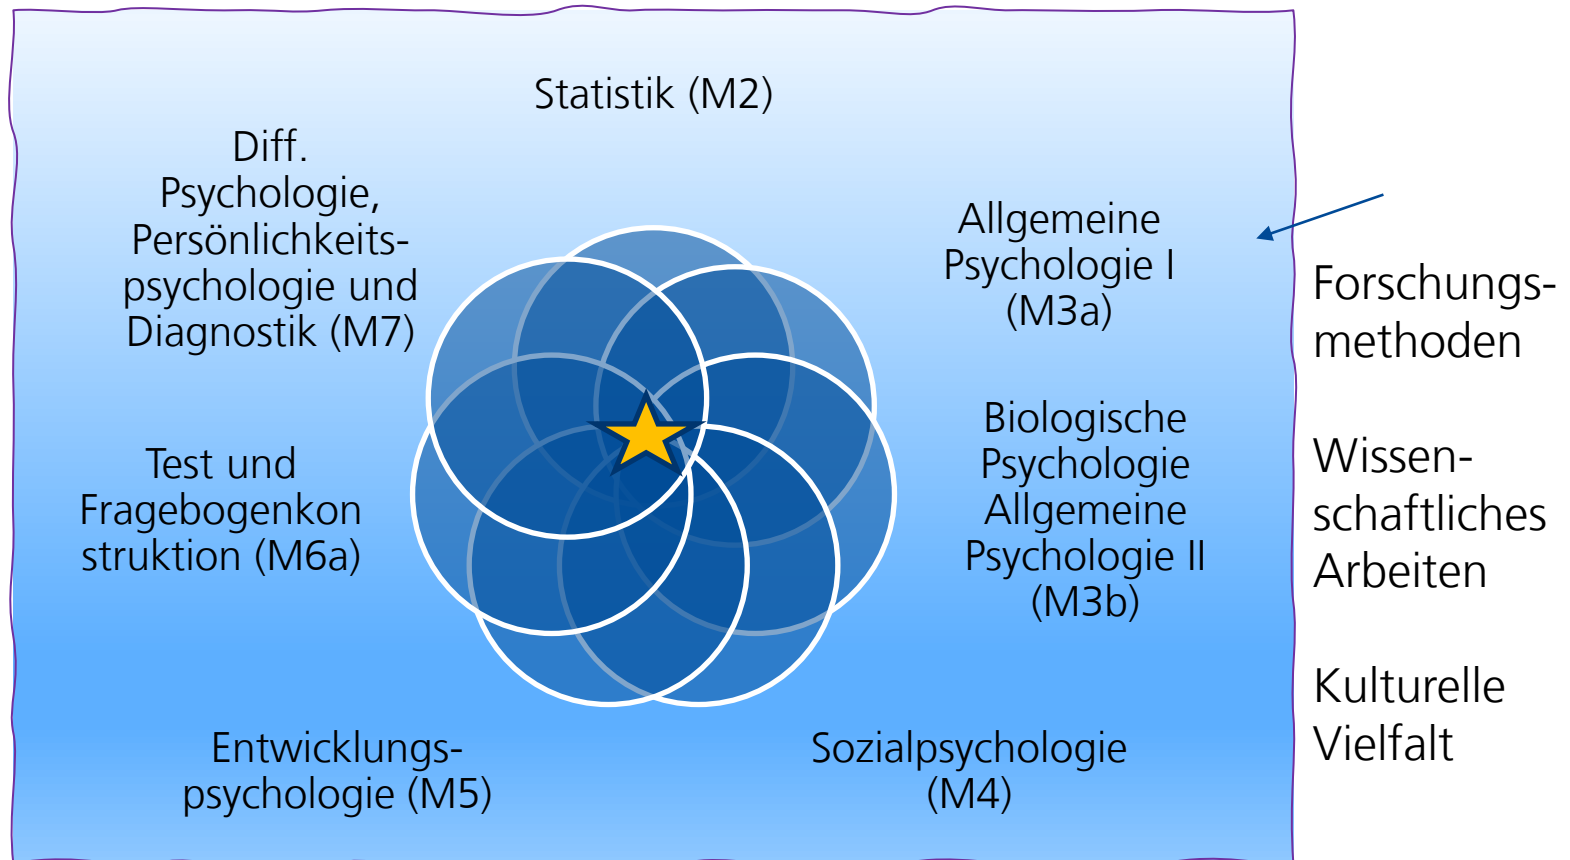 Statistik (M2)
Diff.
Psychologie,
Persönlichkeits-
psychologie und
Diagnostik (M7)
Allgemeine
Psychologie I
(M3a)
Biologische
Psychologie
Allgemeine
Psychologie II
(M3b)
Test und
Fragebogenkon
struktion (M6a)
Entwicklungs-
psychologie (M5)
Sozialpsychologie
(M4)
Forschungs-
methoden
Wissen-
schaftliches
Arbeiten
Kulturelle
Vielfalt